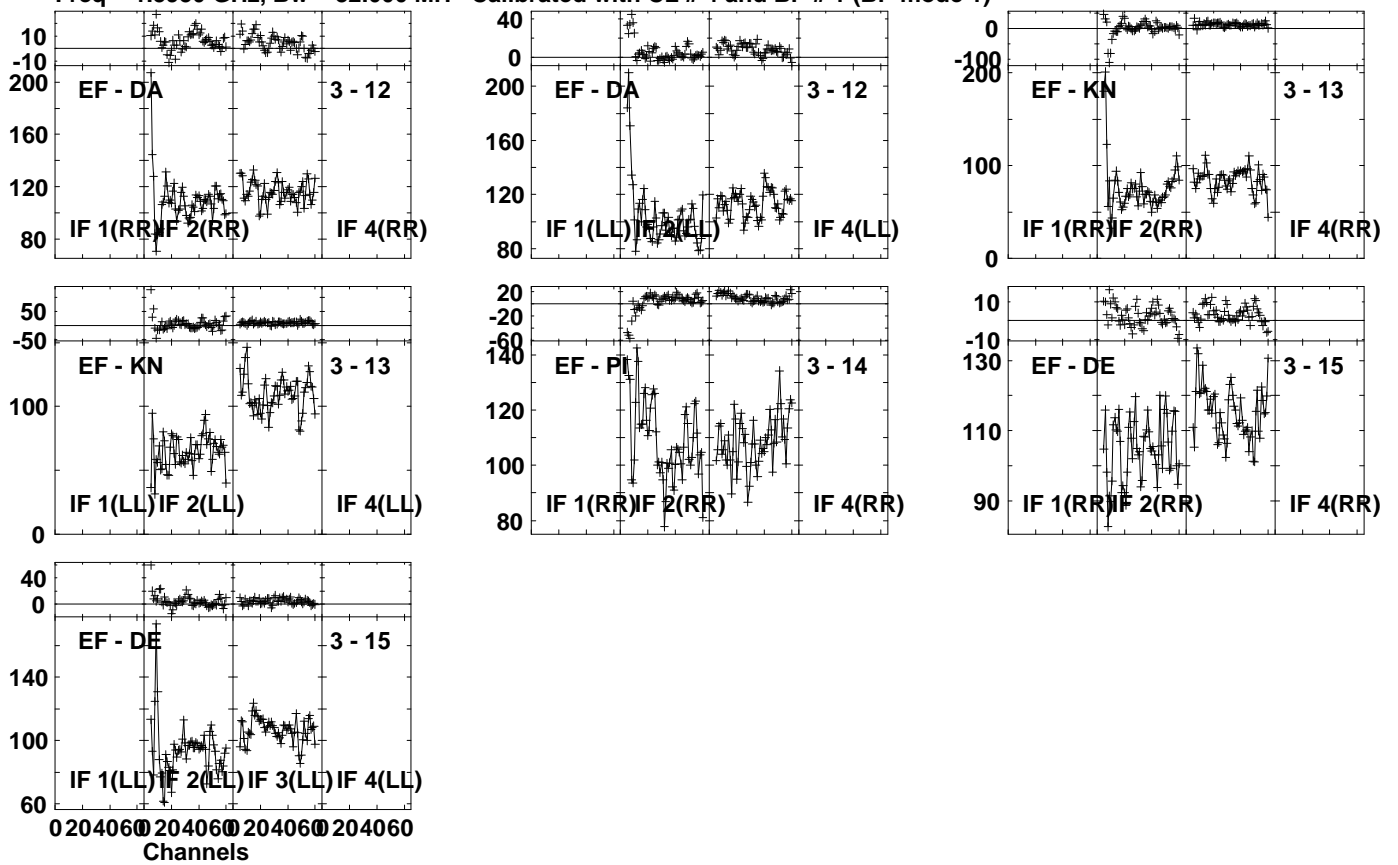 10
-10
200
160
120
80
EF - DA
3 - 12
IF 1(RR)
IF 2(RR)
IF 4(RR)
40
0
200
160
120
80
EF - DA
3 - 12
IF 1(LL)
IF 2(LL)
IF 4(LL)
0
-100
200
100
0
EF - KN
3 - 13
IF 1(RR)
IF 2(RR)
IF 4(RR)
50
-50
100
0
EF - KN
3 - 13
IF 1(LL)
IF 2(LL)
IF 4(LL)
20
-20
-60
140
120
100
80
EF - PI
3 - 14
IF 1(RR)
IF 2(RR)
IF 4(RR)
10
-10
130
110
90
EF - DE
3 - 15
IF 1(RR)
IF 2(RR)
IF 4(RR)
40
0
140
100
60
EF - DE
3 - 15
IF 1(LL)
IF 2(LL)
IF 3(LL)
IF 4(LL)
0 20 40 60 0 20 40 60 0 20 40 60 0 20 40 60
Channels